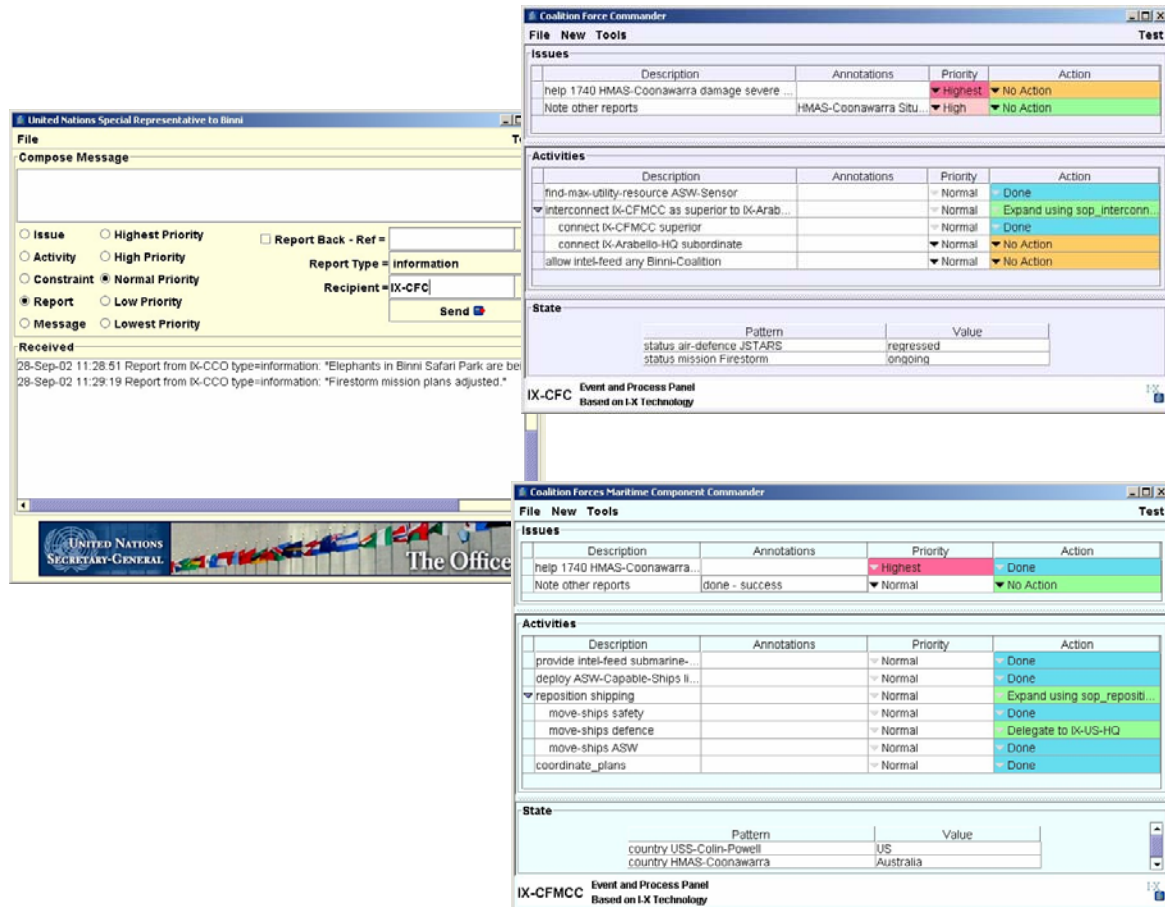 Coalition Force Commander
File New Tools Test
Issues
Description Annotations Priority Action
help 1740 HMAS-Coonawarra damage severe ... Highest No Action
Note other reports HMAS-Coonawarra Situ... High No Action
Activities
Description Annotations Priority Action
find-max-utility-resource ASW-Sensor Normal Done
interconnect IX-CFMCC as superior to IX-Arab... Normal Expand using sop_interconn...
connect IX-CFMCC superior Normal Done
connect IX-Arabello-HQ subordinate Normal No Action
allow intel-feed any Binni-Coalition Normal No Action
State
Pattern Value
status air-defence JSTARS regressed
status mission Firestorm ongoing
IX-CFC Event and Process Panel
Based on I-X Technology
I-X
United Nations Special Representative to Binni
File
Compose Message
Issue Highest Priority Report Back - Ref =
Activity High Priority Report Type = information
Constraint Normal Priority Recipient = IX-CFC
Report Low Priority Send
Message Lowest Priority
Received
28-Sep-02 11:28:51 Report from IX-CCO type=information: "Elephants in Binni Safari Park are bei
28-Sep-02 11:29:19 Report from IX-CCO type=information: "Firestorm mission plans adjusted."
UNITED NATIONS
SECRETARY-GENERAL The Office
Coalition Forces Maritime Component Commander
File New Tools Test
Issues
Description Annotations Priority Action
help 1740 HMAS-Coonawarra... Highest Done
Note other reports done - success Normal No Action
Activities
Description Annotations Priority Action
provide intel-feed submarine-... Normal Done
deploy ASW-Capable-Ships li... Normal Done
reposition shipping Normal Expand using sop_repositi...
move-ships safety Normal Done
move-ships defence Normal Delegate to IX-US-HQ
move-ships ASW Normal Done
coordinate_plans Normal Done
State
Pattern Value
country USS-Colin-Powell US
country HMAS-Coonawarra Australia
IX-CFMCC Event and Process Panel
Based on I-X Technology
I-X